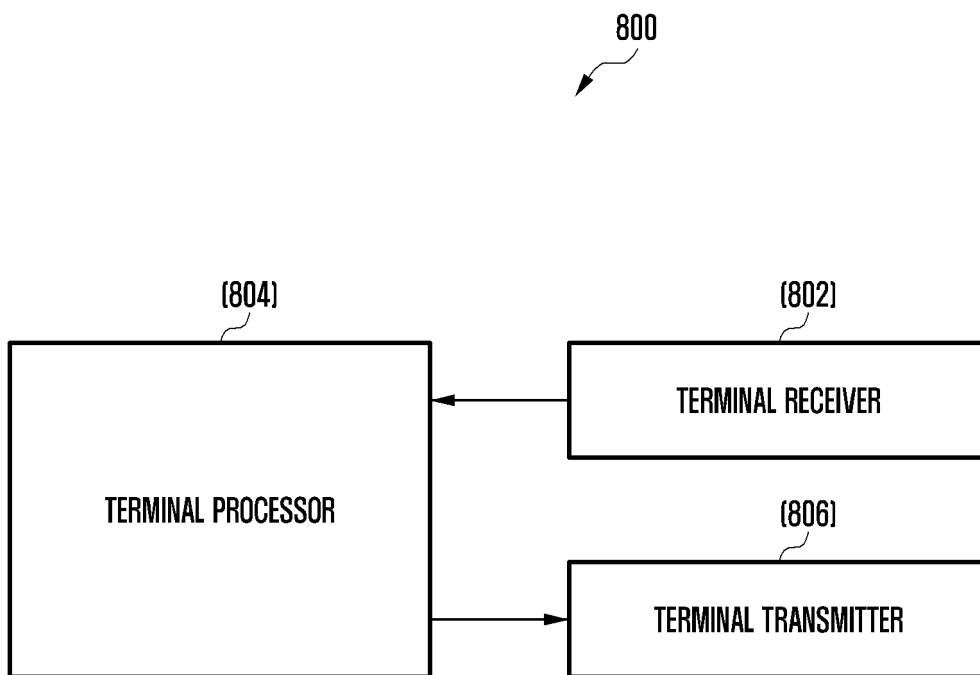 800
(804)
(802)
TERMINAL RECEIVER
TERMINAL PROCESSOR
(806)
TERMINAL TRANSMITTER